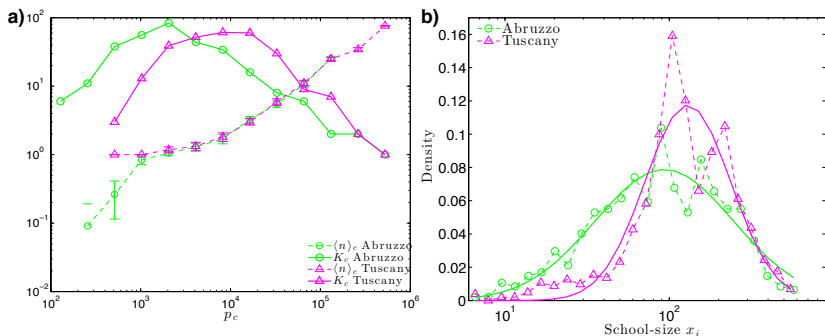 a)
10^2
10^1
10^0
10^-1
10^-2
10^2
10^3
10^4
10^5
10^6
p_c
⟨n⟩_c Abruzzo
K_c Abruzzo
⟨n⟩_c Tuscany
K_c Tuscany
b)
Abruzzo
Tuscany
0.16
0.14
0.12
0.1
0.08
0.06
0.04
0.02
0
Density
10^1
10^2
School-size x_i